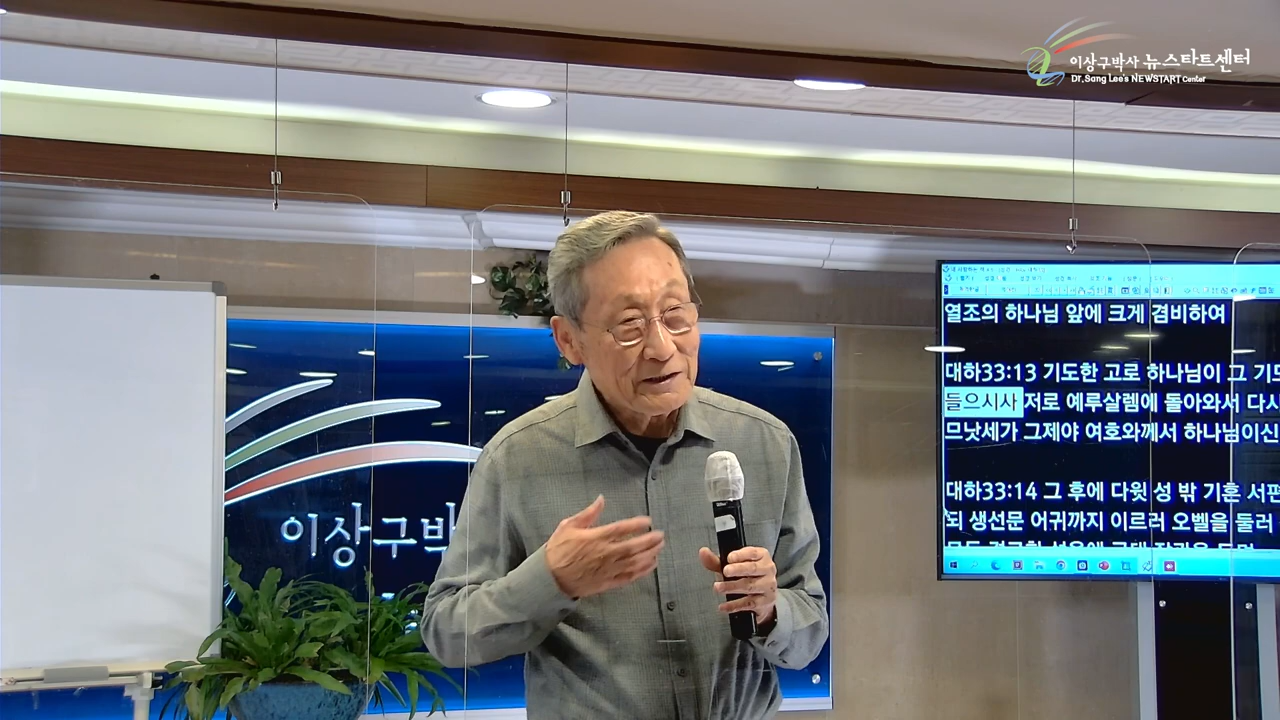 이상구박사 뉴스타트센터
Dr. Sang Lee's NEWSTART Center
이상구박
열조의 하나님 앞에 크게 겸비하여
대하33:13 기도한 고로 하나님이 그 기도
들으시사 저로 예루살렘에 돌아와서 다시
므낫세가 그제야 여호와께서 하나님이신
대하33:14 그 후에 다윗 성 밖 기혼 서편
되 생선문 어귀까지 이르러 오벨을 둘러